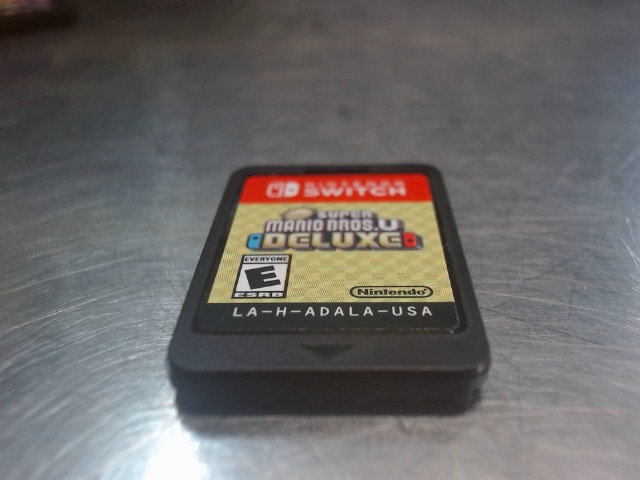 NINTENDO
SWITCH
SUPER
MARIO BROS. U
DELUXE
EVERYONE
E
ESRB
Nintendo
LA-H-ADALA-USA